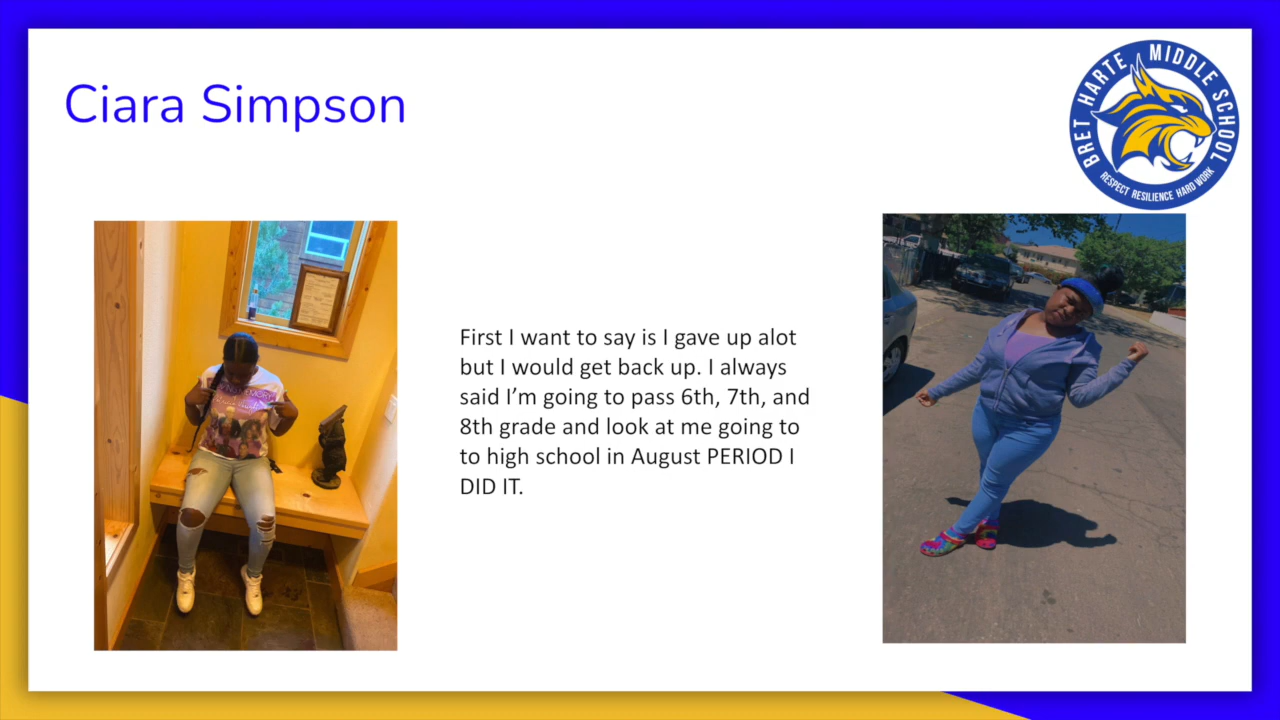 Ciara Simpson
BRET HARTE MIDDLE SCHOOL
RESPECT RESILIENCE HARD WORK
First I want to say is I gave up alot
but I would get back up. I always
said I’m going to pass 6th, 7th, and
8th grade and look at me going to
to high school in August PERIOD I
DID IT.